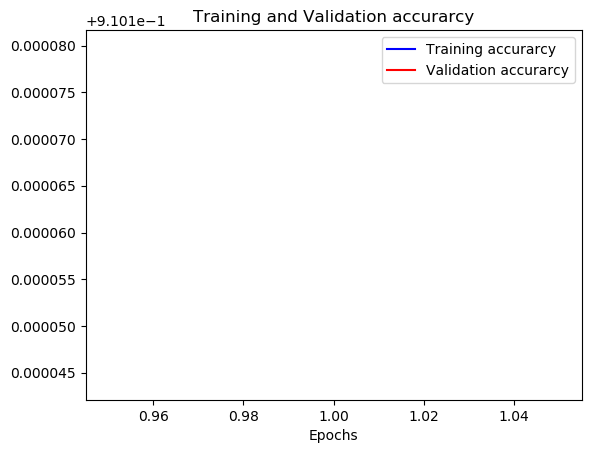 Training and Validation accurarcy
+9.101e−1
0.000080
0.000075
0.000070
0.000065
0.000060
0.000055
0.000050
0.000045
Training accurarcy
Validation accurarcy
0.96 0.98 1.00 1.02 1.04
Epochs